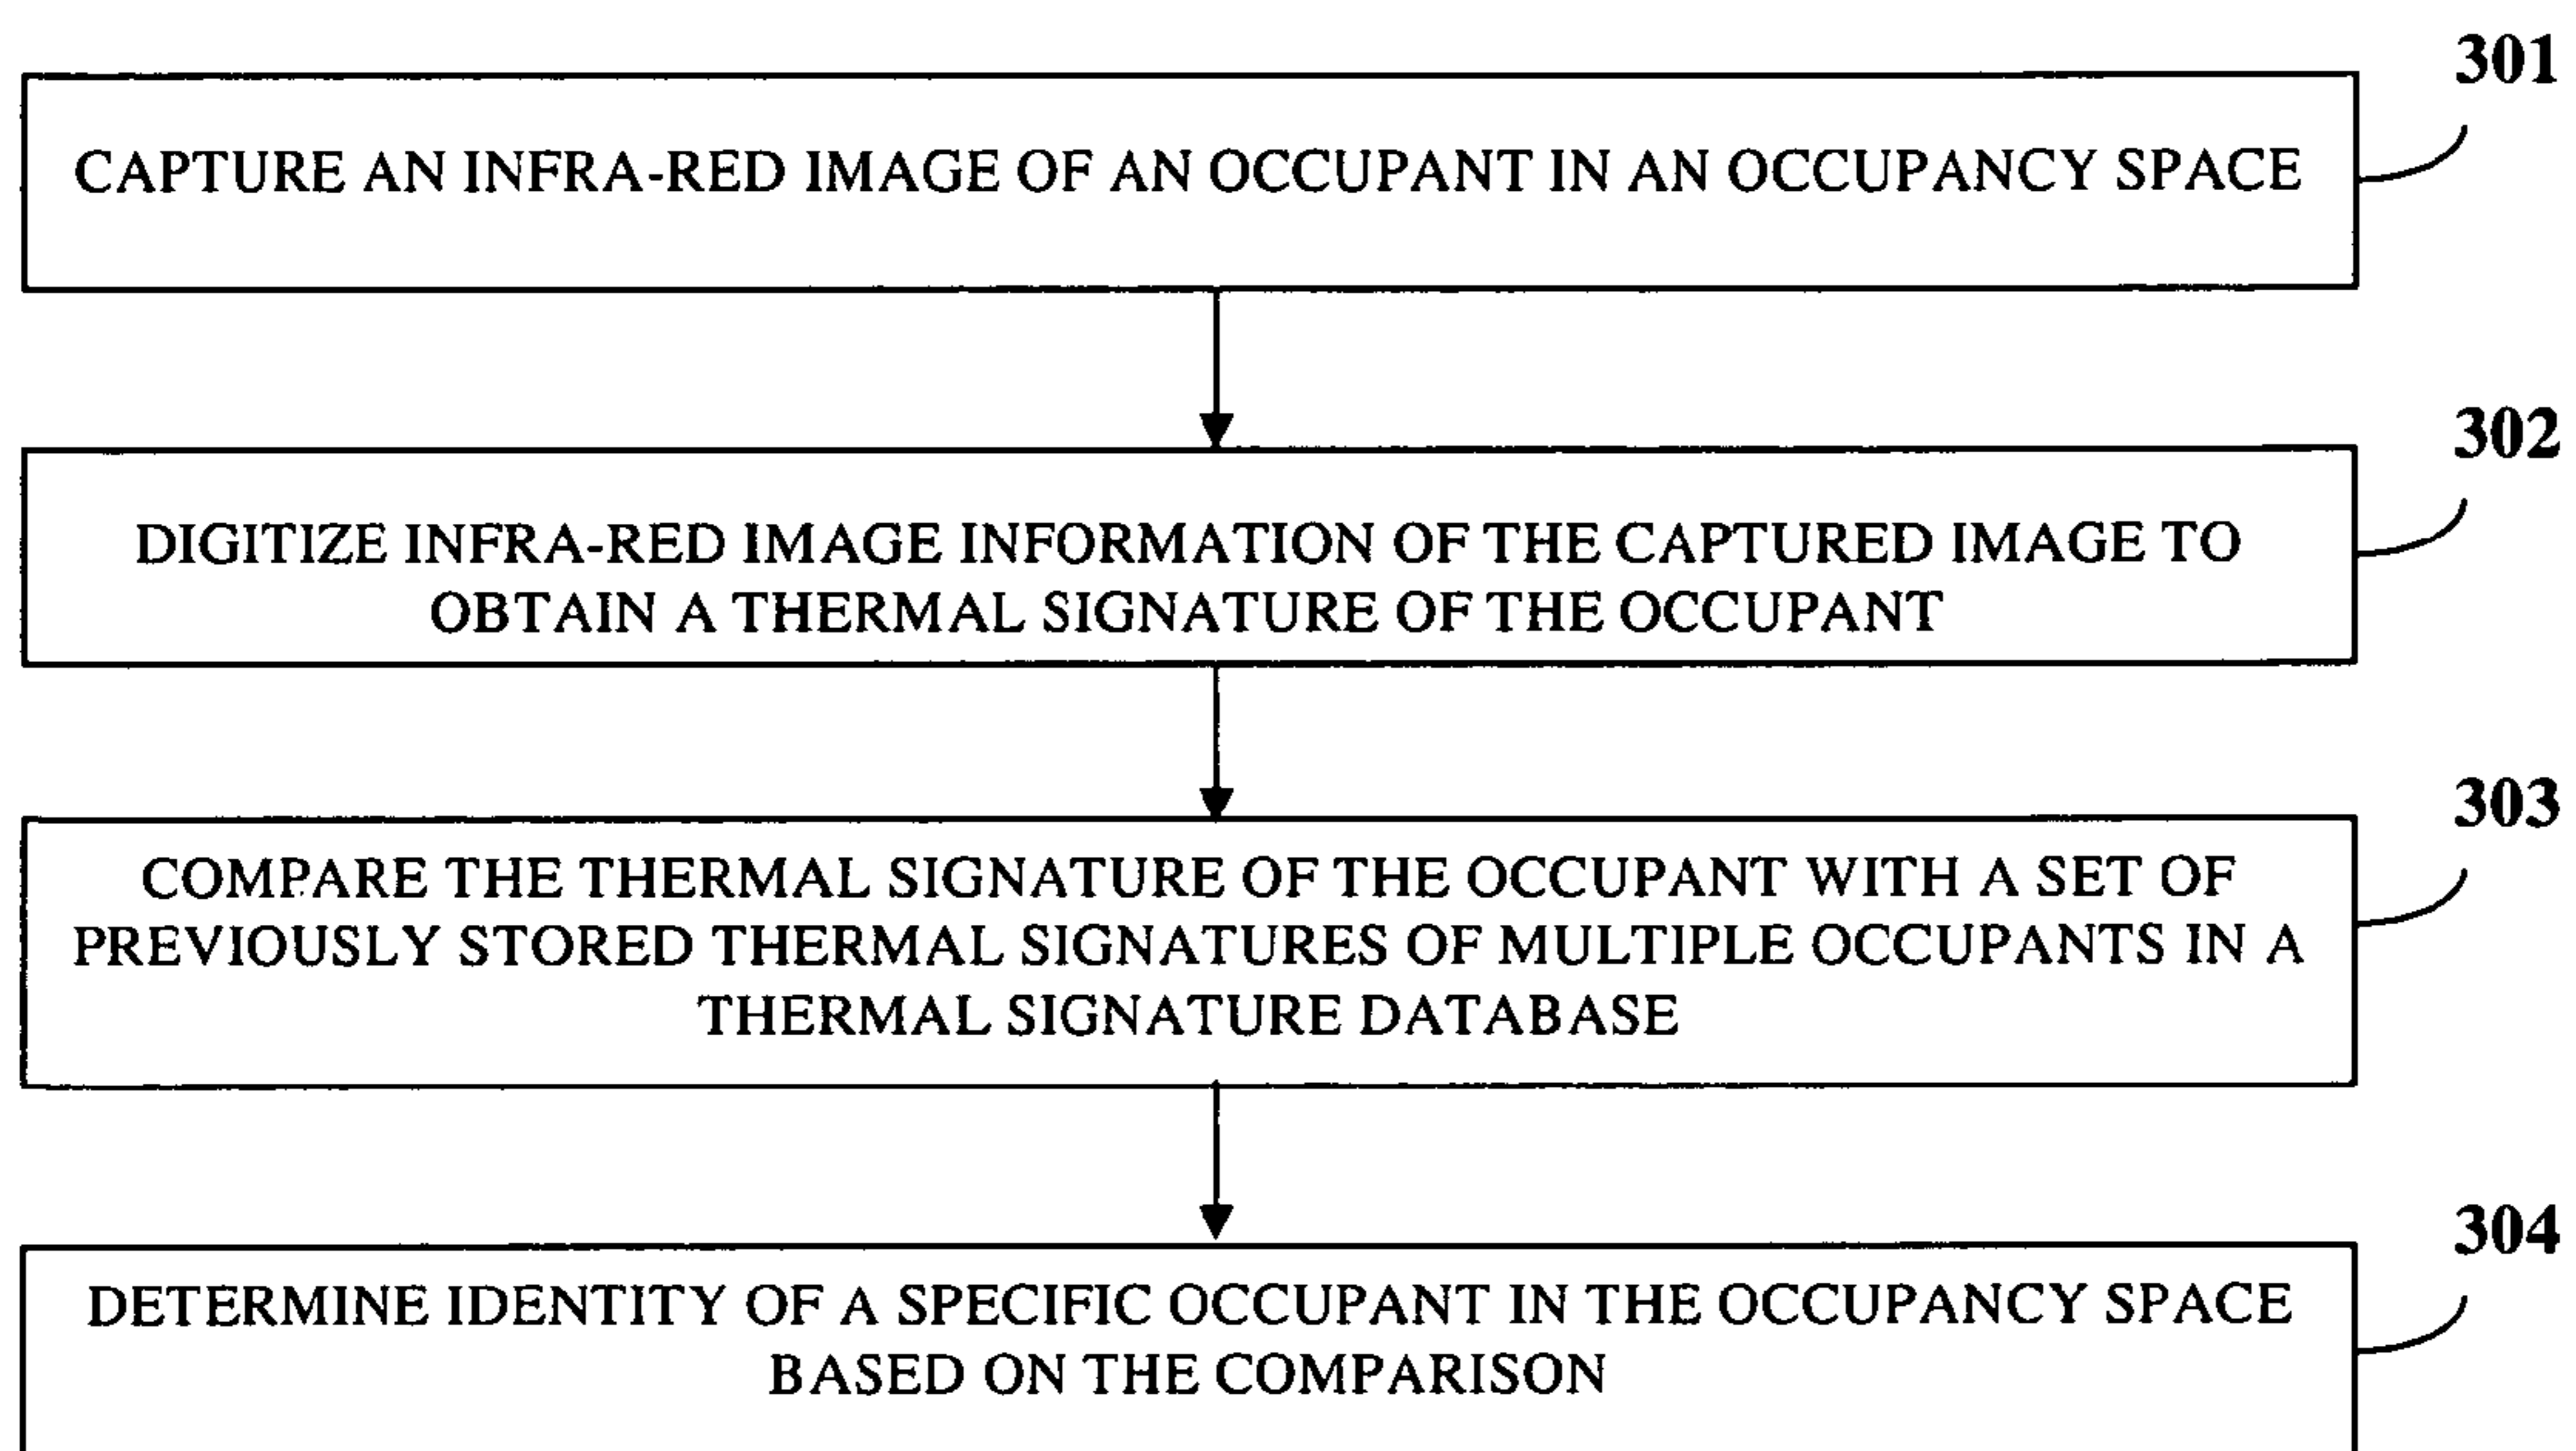 301
CAPTURE AN INFRA-RED IMAGE OF AN OCCUPANT IN AN OCCUPANCY SPACE
302
DIGITIZE INFRA-RED IMAGE INFORMATION OF THE CAPTURED IMAGE TO
OBTAIN A THERMAL SIGNATURE OF THE OCCUPANT
303
COMPARE THE THERMAL SIGNATURE OF THE OCCUPANT WITH A SET OF
PREVIOUSLY STORED THERMAL SIGNATURES OF MULTIPLE OCCUPANTS IN A
THERMAL SIGNATURE DATABASE
304
DETERMINE IDENTITY OF A SPECIFIC OCCUPANT IN THE OCCUPANCY SPACE
BASED ON THE COMPARISON